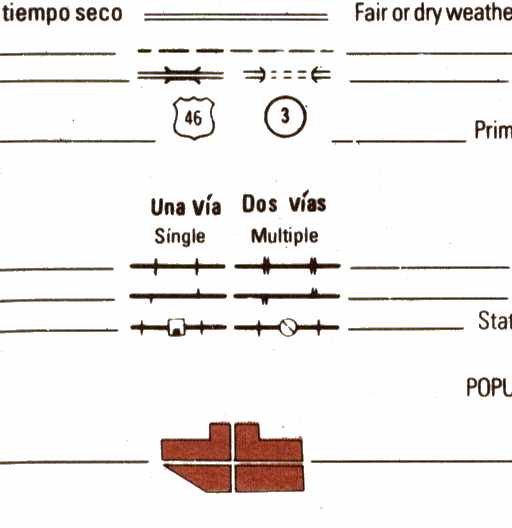 tiempo seco Fair or dry weathe
46 3 Prim
Una vía Dos vías
Single Multiple
Stat
POPU